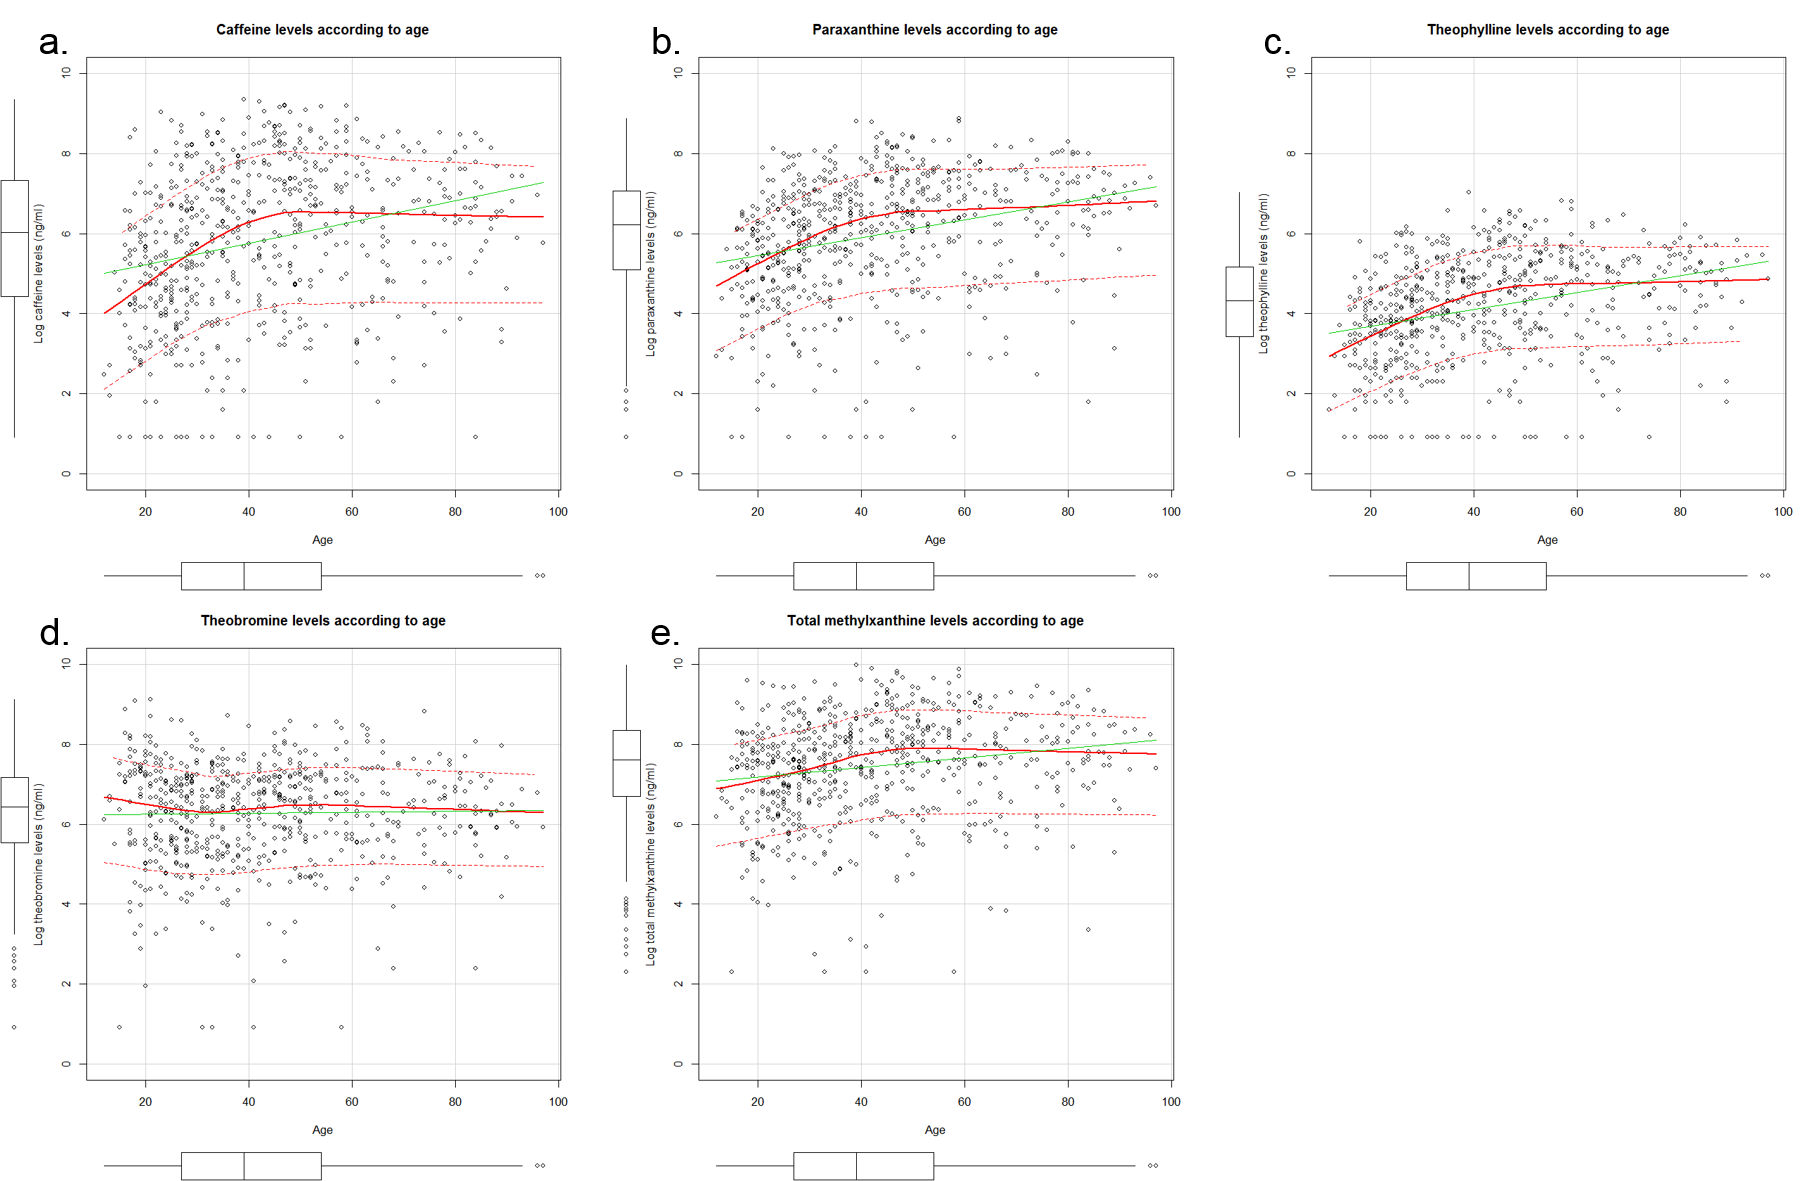 a.
Caffeine levels according to age
Log caffeine levels (ng/ml)
0 2 4 6 8 10
20 40 60 80 100
Age
b.
Paraxanthine levels according to age
Log paraxanthine levels (ng/ml)
0 2 4 6 8 10
20 40 60 80 100
Age
c.
Theophylline levels according to age
Log theophylline levels (ng/ml)
0 2 4 6 8 10
20 40 60 80 100
Age
d.
Theobromine levels according to age
Log theobromine levels (ng/ml)
0 2 4 6 8 10
20 40 60 80 100
Age
e.
Total methylxanthine levels according to age
Log total methylxanthine levels (ng/ml)
0 2 4 6 8 10
20 40 60 80 100
Age